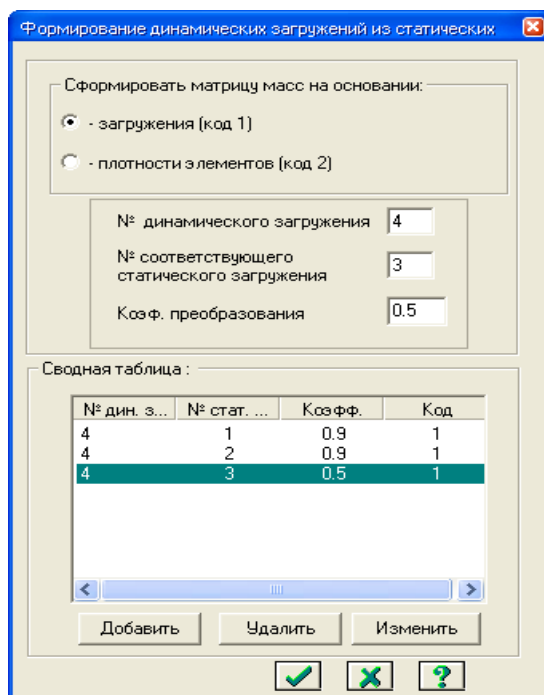 Формирование динамических загружений из статических
Сформировать матрицу масс на основании:
- загружения (код 1)
- плотности элементов (код 2)
№ динамического загружения 4
№ соответствующего
статического загружения 3
Коэф. преобразования 0.5
Сводная таблица :
№ дин. з... № стат. ... Коэфф. Код
4 1 0.9 1
4 2 0.9 1
4 3 0.5 1
Добавить Удалить Изменить
?